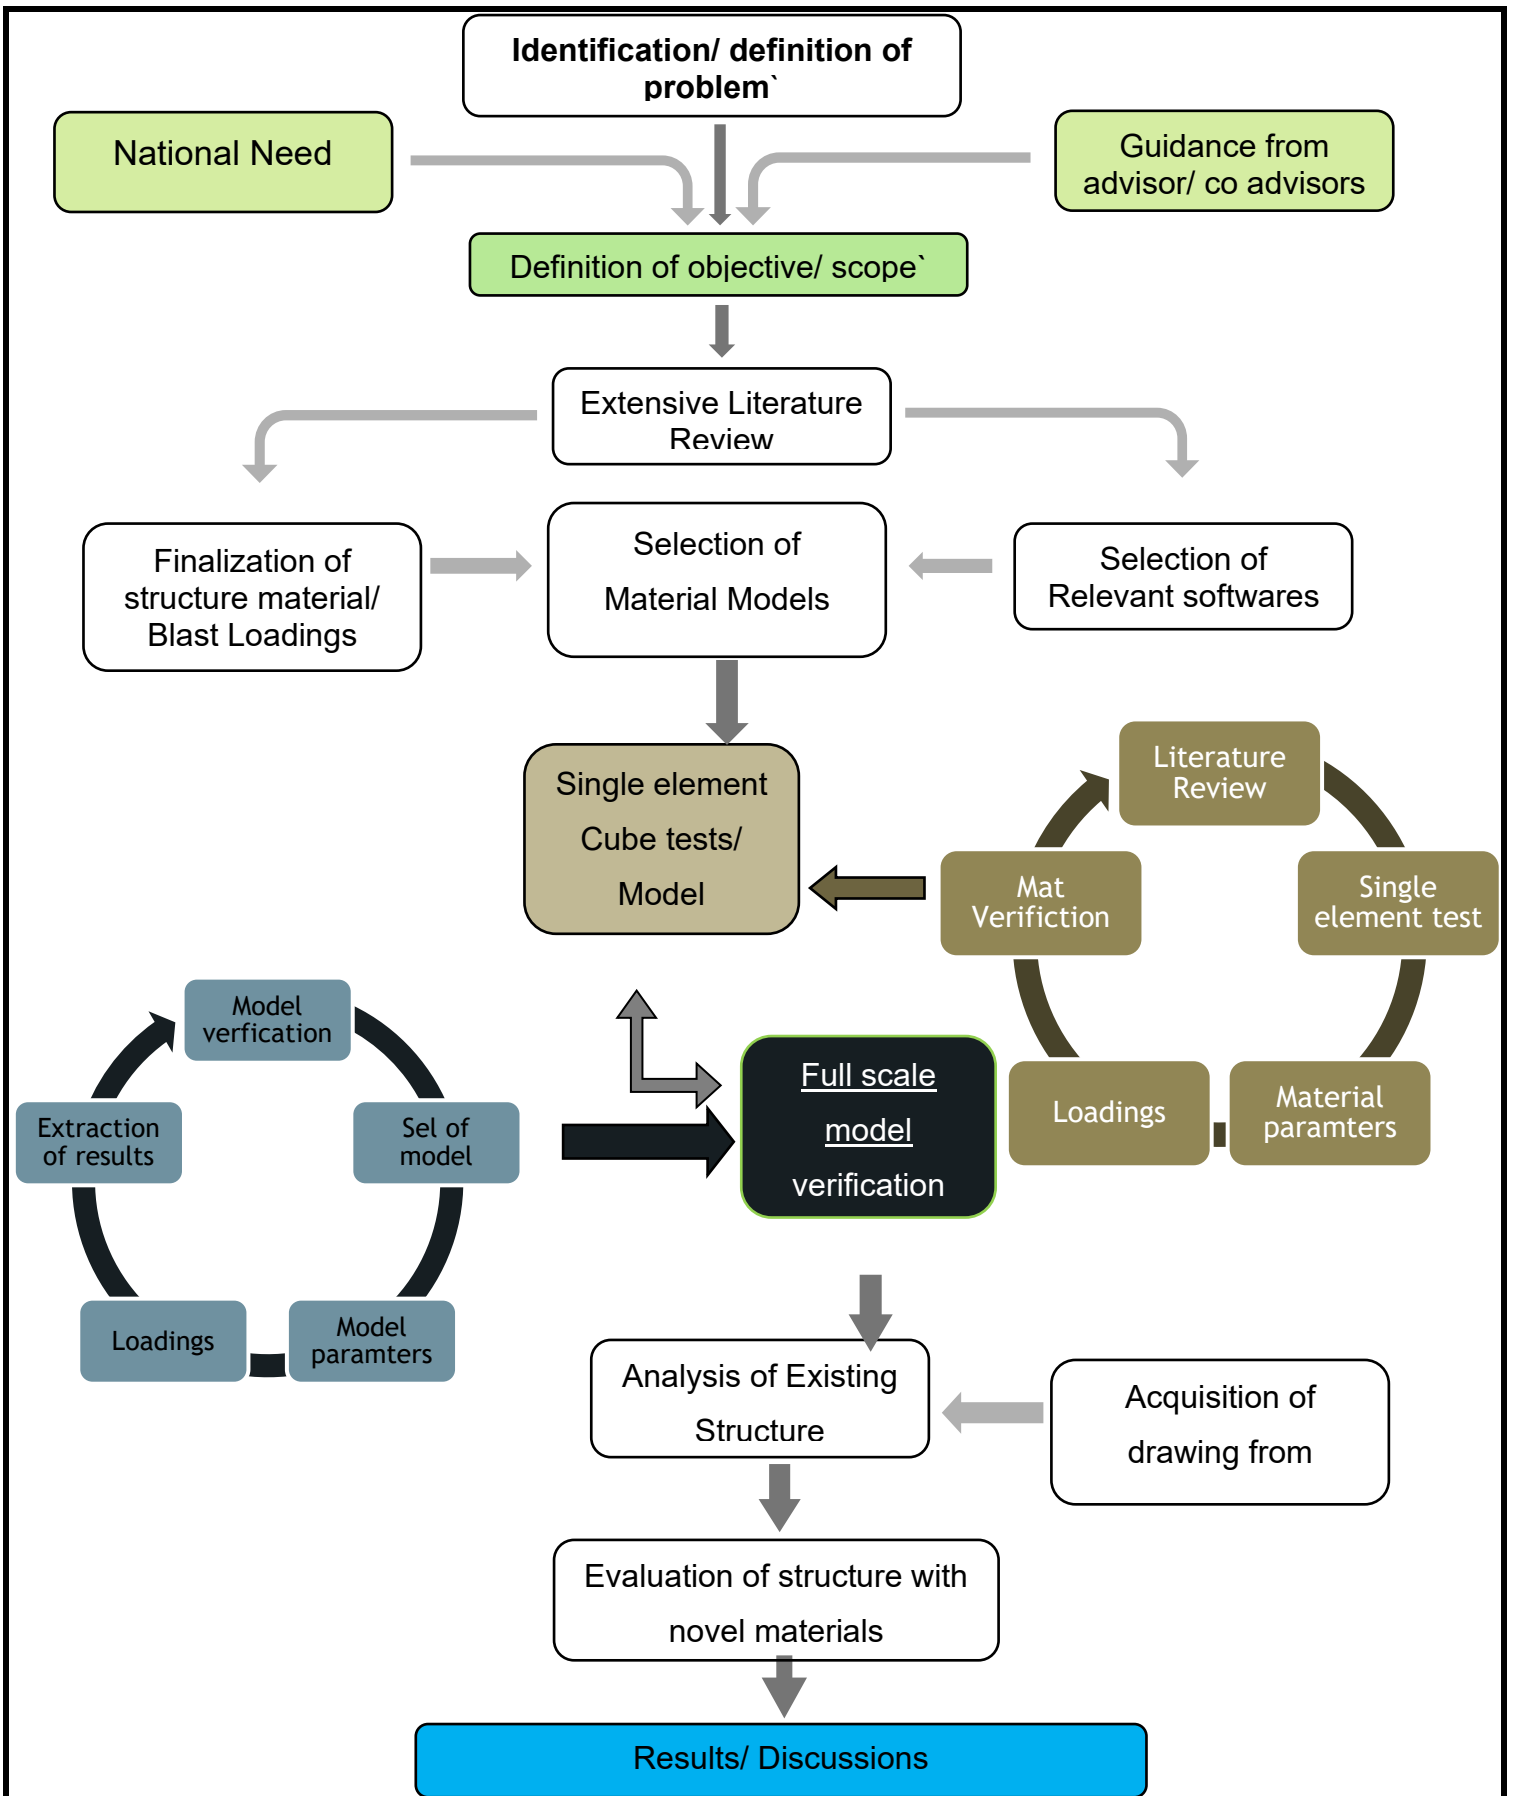 Identification/ definition of
problem`
National Need
Guidance from
advisor/ co advisors
Definition of objective/ scope`
Extensive Literature
Review
Finalization of
structure material/
Blast Loadings
Selection of
Material Models
Selection of
Relevant softwares
Single element
Cube tests/
Model
Literature
Review
Single
element test
Material
paramters
Loadings
Mat
Verifiction
Model
verfication
Sel of
model
Model
paramters
Loadings
Extraction
of results
Full scale
model
verification
Analysis of Existing
Structure
Acquisition of
drawing from
Evaluation of structure with
novel materials
Results/ Discussions